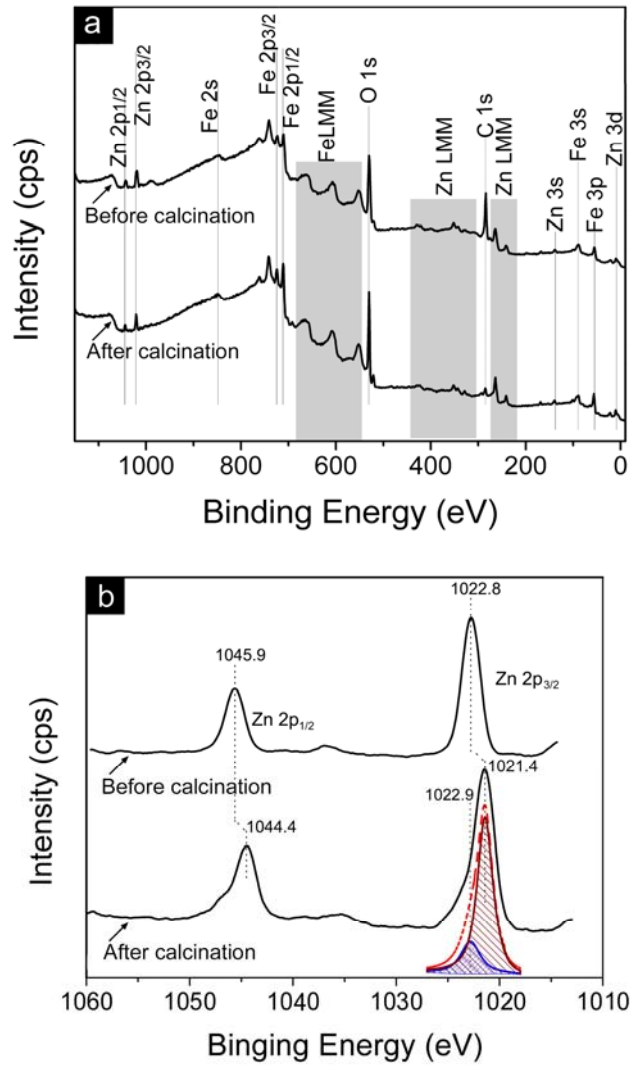 a
Intensity (cps)
Zn 2p1/2
Zn 2p3/2
Fe 2s
Fe 2p3/2
Fe 2p1/2
FeLMM
O 1s
Zn LMM
C 1s
Zn LMM
Zn 3s
Fe 3s
Fe 3p
Zn 3d
Before calcination
After calcination
1000 800 600 400 200 0
Binding Energy (eV)
b
Intensity (cps)
1022.8
1045.9
Zn 2p3/2
Zn 2p1/2
Before calcination
1021.4
1022.9
1044.4
After calcination
1060 1050 1040 1030 1020 1010
Binging Energy (eV)